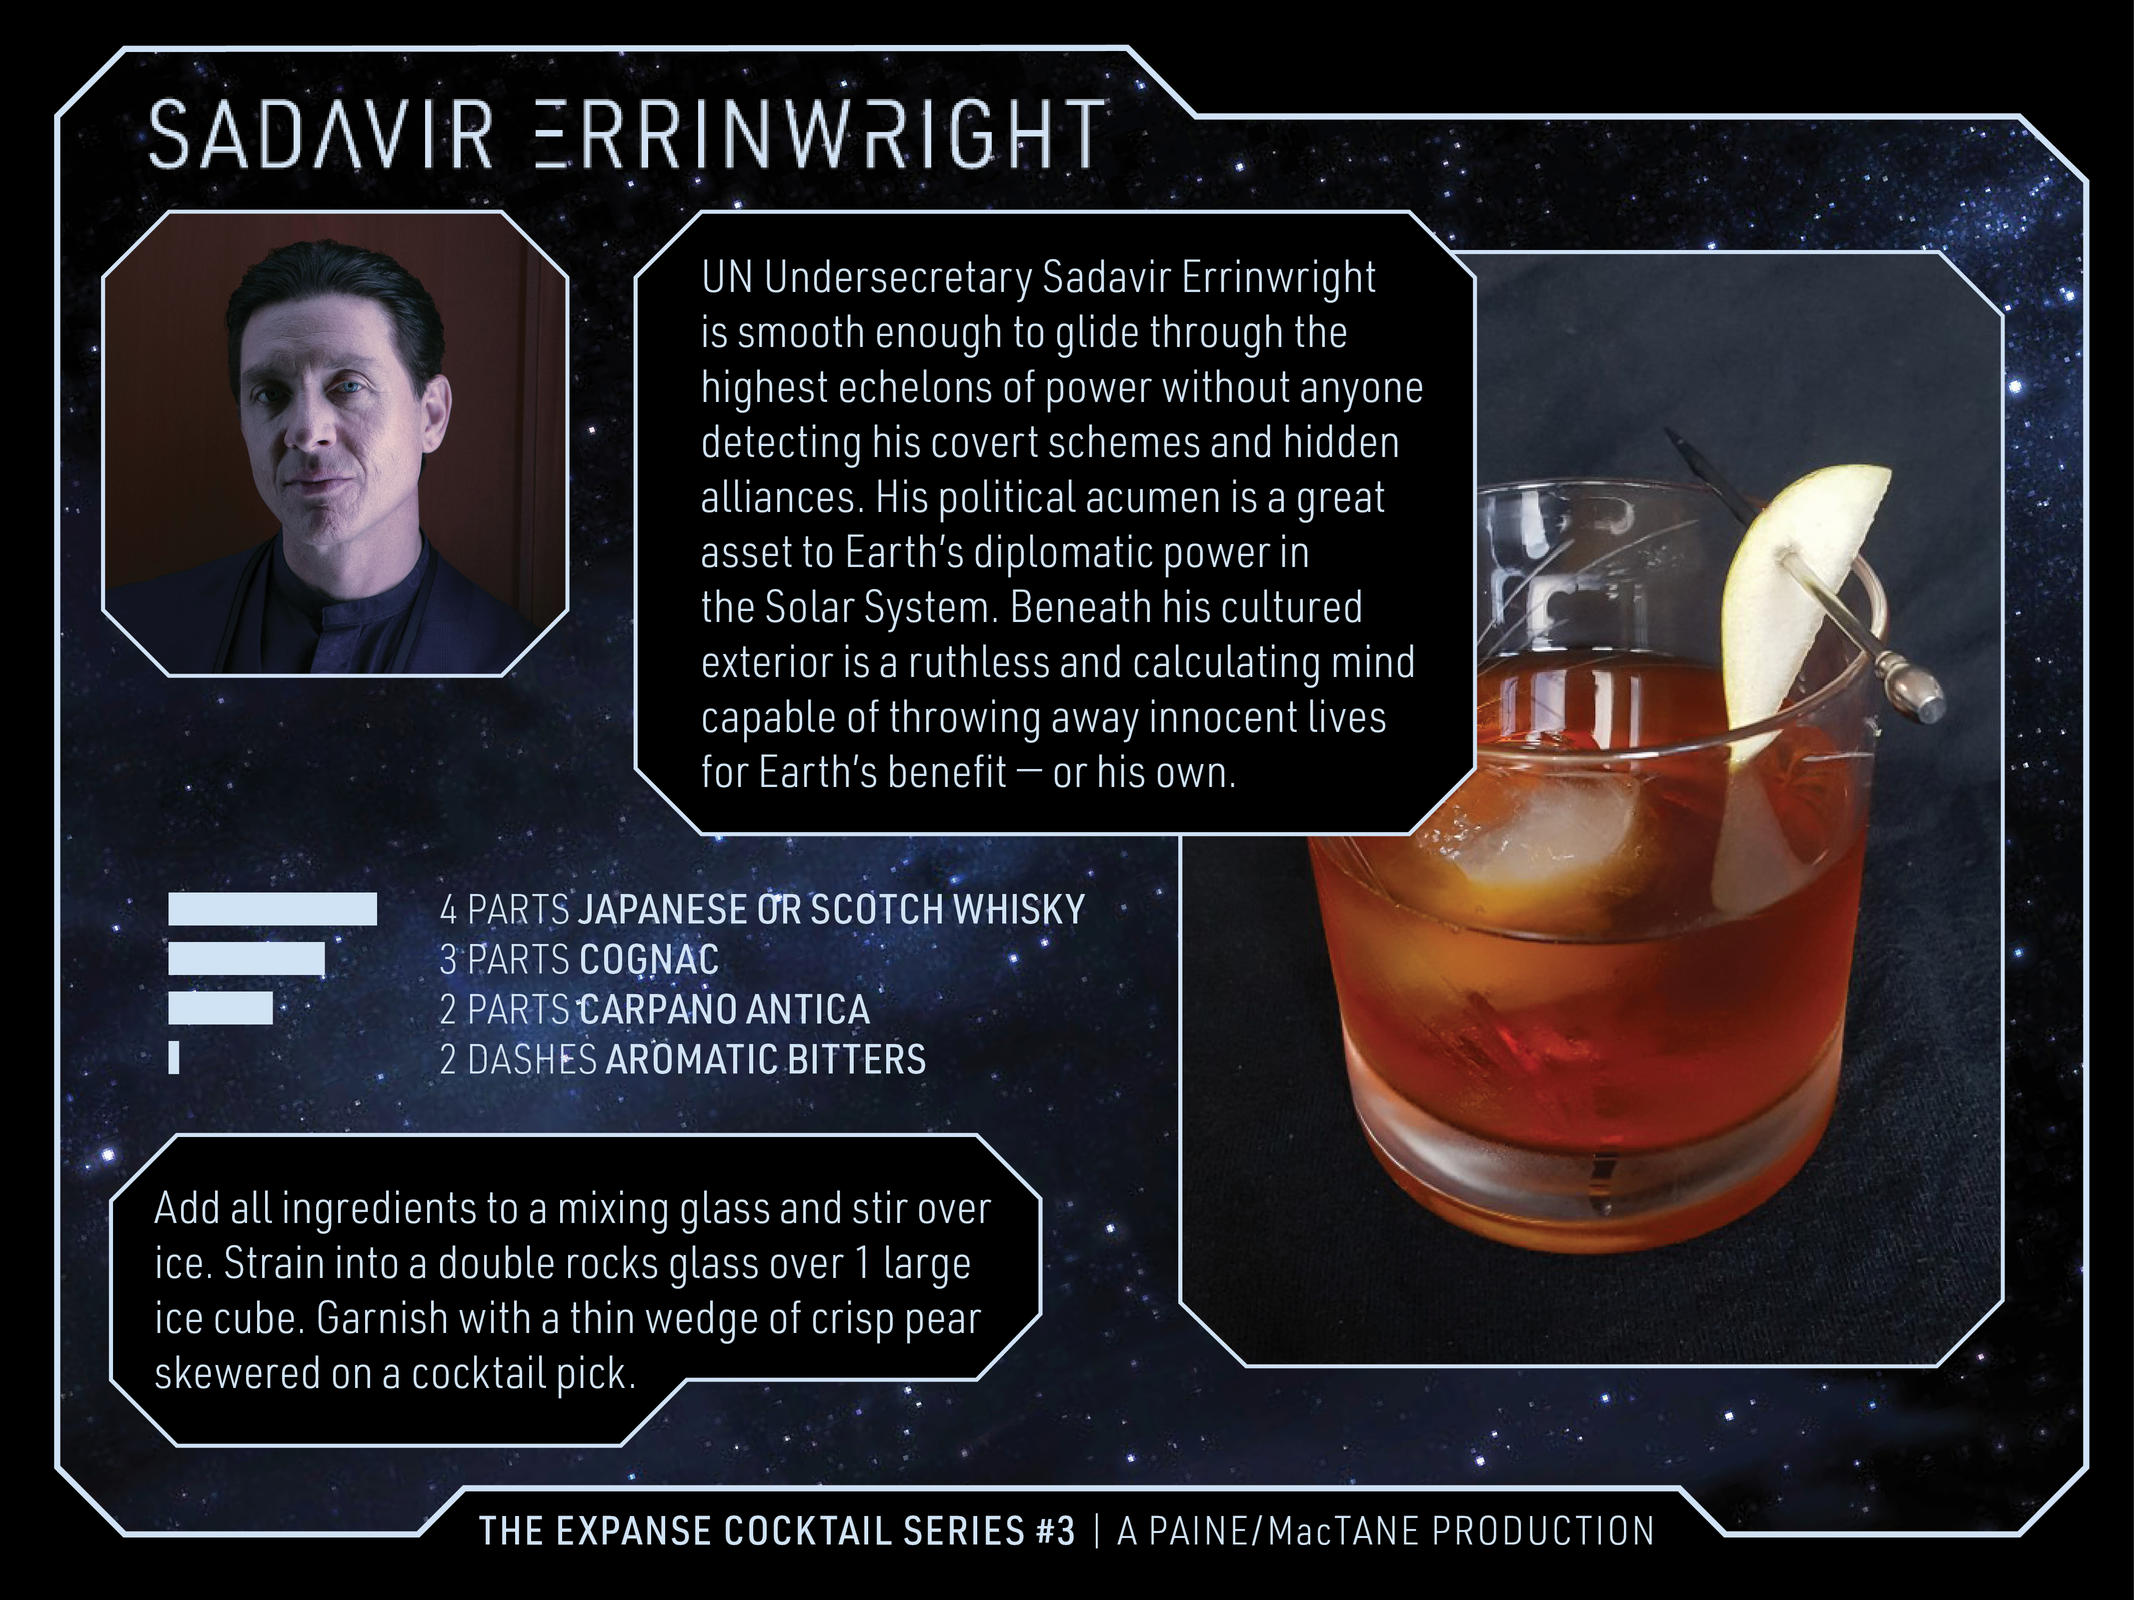 SADAVIR ERRINWRIGHT
UN Undersecretary Sadavir Errinwright
is smooth enough to glide through the
highest echelons of power without anyone
detecting his covert schemes and hidden
alliances. His political acumen is a great
asset to Earth’s diplomatic power in
the Solar System. Beneath his cultured
exterior is a ruthless and calculating mind
capable of throwing away innocent lives
for Earth’s benefit — or his own.
4 PARTS JAPANESE OR SCOTCH WHISKY
3 PARTS COGNAC
2 PARTS CARPANO ANTICA
2 DASHES AROMATIC BITTERS
Add all ingredients to a mixing glass and stir over
ice. Strain into a double rocks glass over 1 large
ice cube. Garnish with a thin wedge of crisp pear
skewered on a cocktail pick.
THE EXPANSE COCKTAIL SERIES #3 | A PAINE/MacTANE PRODUCTION